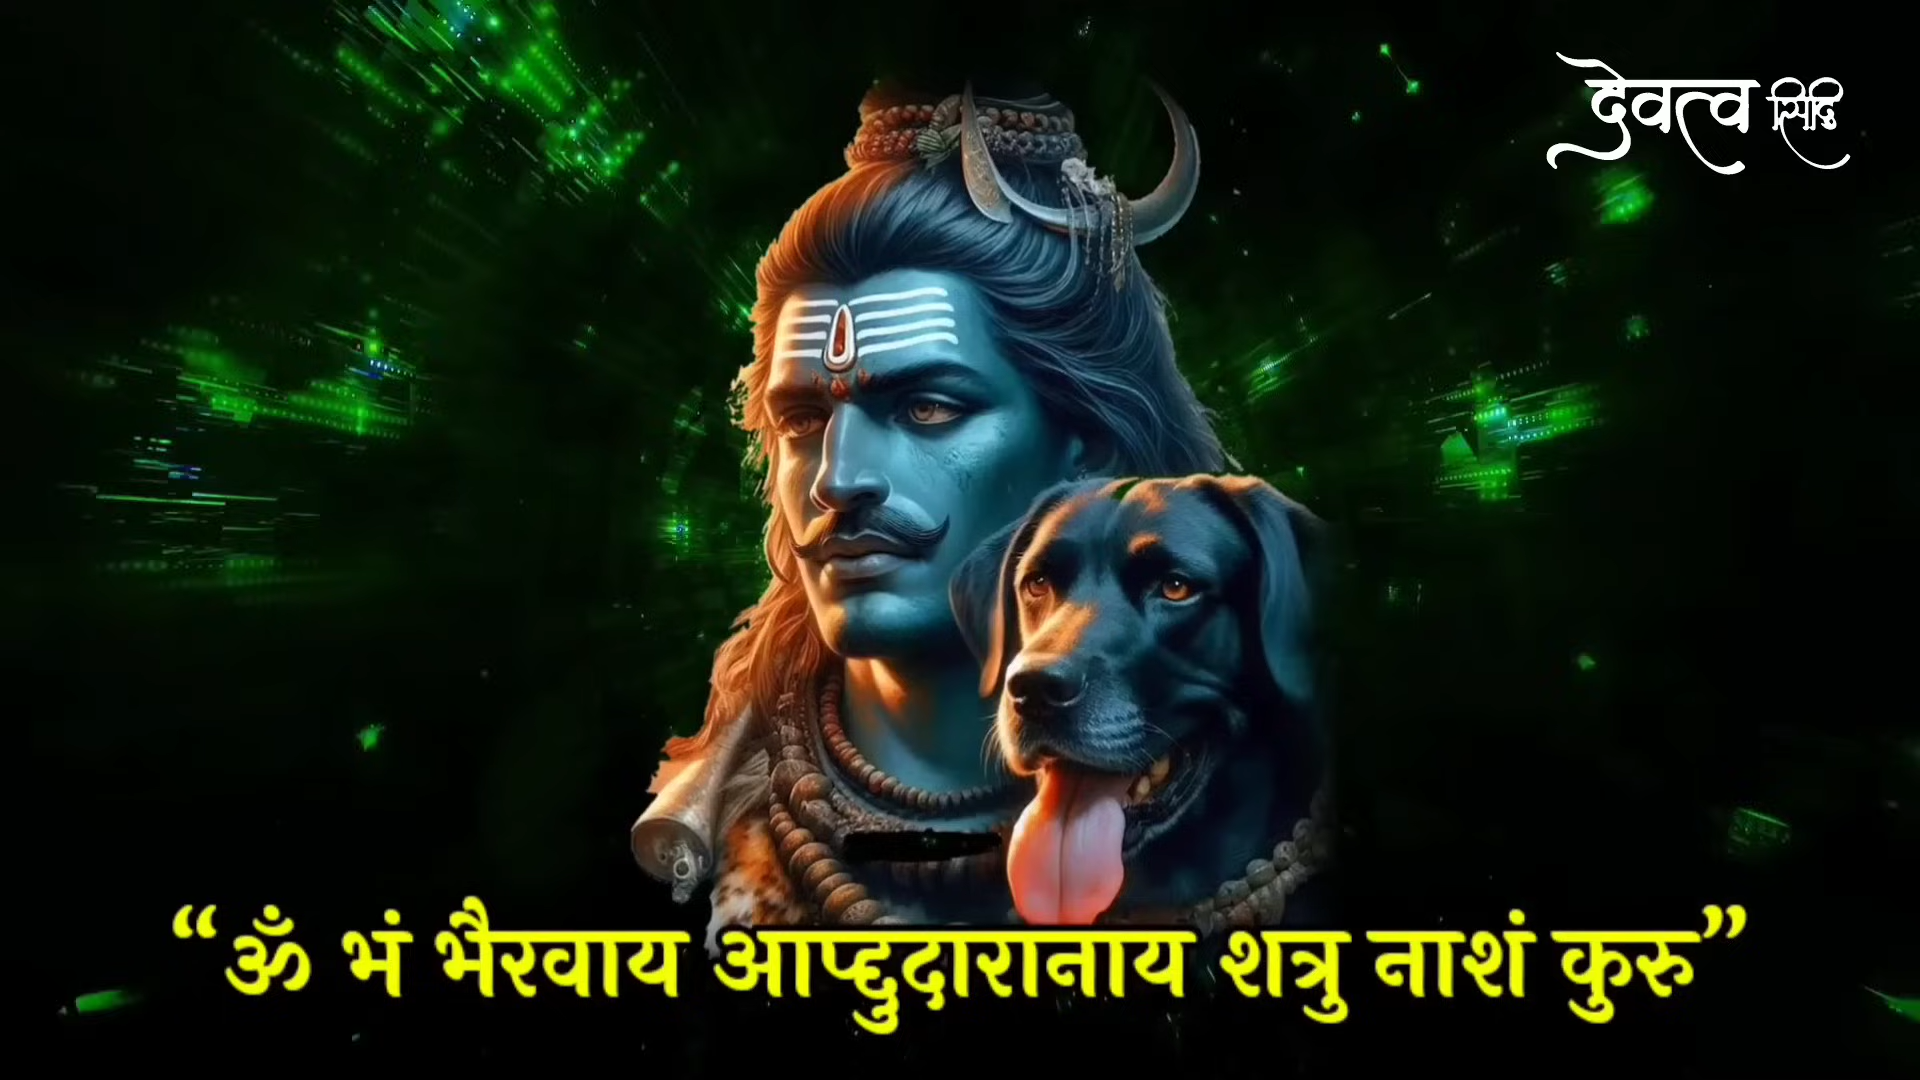 देवत्व सिद्धि
“ॐ भं भैरवाय आप्द्दुदारानाय शत्रु नाशं कुरु”